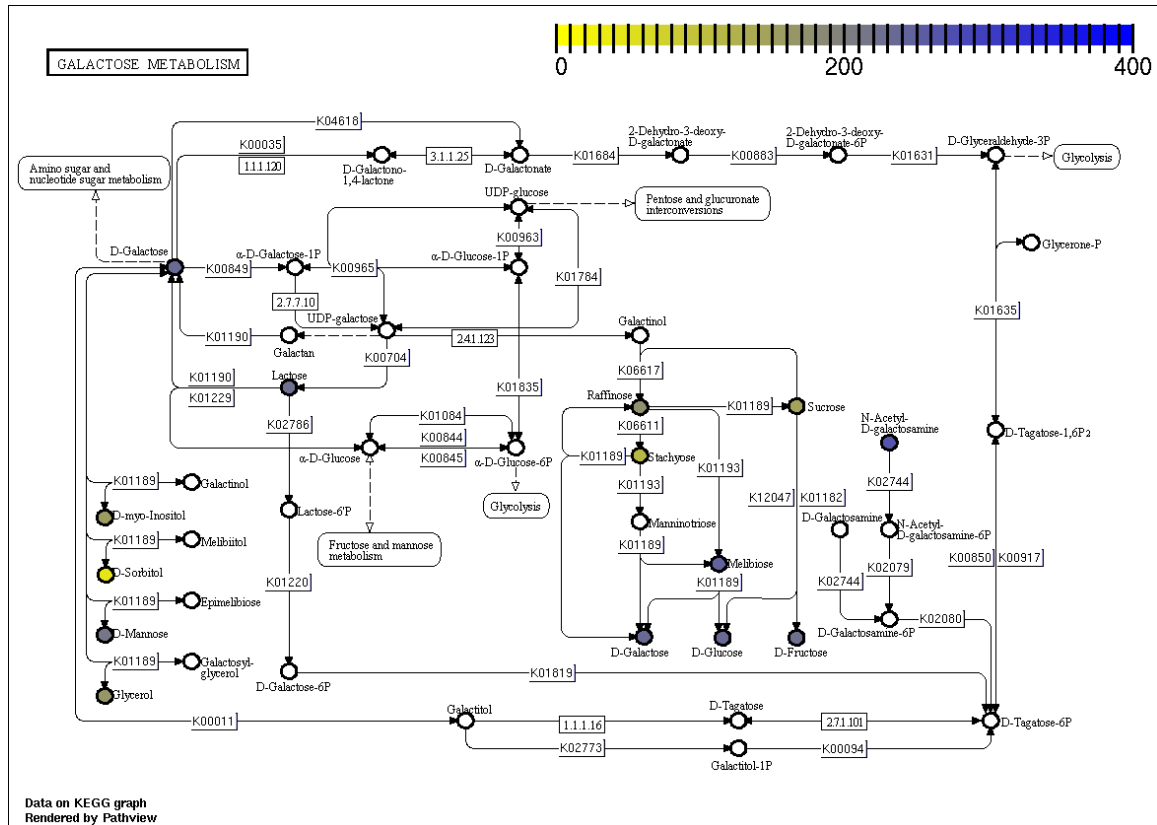 GALACTOSE METABOLISM
0 200 400
K04618
K00035
1.1.1.120
D-Galactono-
1,4-lactone
3.1.1.25
D-Galactonate
K01684
2-Dehydro-3-deoxy-
D-galactonate
K00883
2-Dehydro-3-deoxy-
D-galactonate-6P
K01631
D-Glyceraldehyde-3P
Glycolysis
Amino sugar and
nucleotide sugar metabolism
UDP-glucose
Pentose and glucuronate
interconversions
K00963
D-Galactose
K00849
α-D-Galactose-1P
K00965
α-D-Glucose-1P
K01784
Glycerone-P
2.7.7.10
UDP-galactose
K01635
K01190
Galactan
2.4.1.123
Galactinol
K00704
K01190
K01229
Lactose
K01835
K06617
Raffinose
K01189
Sucrose
K02786
K01084
K00844
K00845
α-D-Glucose
α-D-Glucose-6P
K06611
K01189
Stachyose
K01193
K01193
N-Acetyl-
D-galactosamine
D-Tagatose-1,6P2
K01189
Galactinol
Glycolysis
K02744
K12047
K01182
D-myo-Inositol
Lactose-6'P
Manninotriose
D-Galactosamine
N-Acetyl-
D-galactosamine-6P
K01189
Melibiitol
Fructose and mannose
metabolism
K01189
K00850
K00917
D-Sorbitol
K01220
Melibiose
K02744
K02079
K01189
K01189
Epimelibiose
D-Mannose
D-Galactose
D-Glucose
D-Fructose
D-Galactosamine-6P
K02080
K01189
Galactosyl-
glycerol
Glycerol
D-Galactose-6P
K01819
K00011
Galactitol
1.1.1.16
D-Tagatose
2.7.1.101
D-Tagatose-6P
K02773
Galactitol-1P
K00094
Data on KEGG graph
Rendered by Pathview